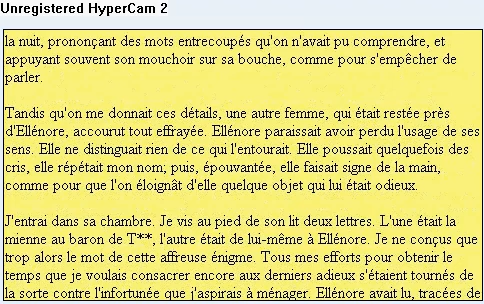 Unregistered HyperCam 2
la nuit, prononçant des mots entrecoupés qu'on n'avait pu comprendre, et
appuyant souvent son mouchoir sur sa bouche, comme pour s'empêcher de
parler.
Tandis qu'on me donnait ces détails, une autre femme, qui était restée près
d'Ellénore, accourut tout effrayée. Ellénore paraissait avoir perdu l'usage de ses
sens. Elle ne distinguait rien de ce qui l'entourait. Elle poussait quelquefois des
cris, elle répétait mon nom; puis, épouvantée, elle faisait signe de la main,
comme pour que l'on éloignât d'elle quelque objet qui lui était odieux.
J'entrai dans sa chambre. Je vis au pied de son lit deux lettres. L'une était la
mienne au baron de T**, l'autre était de lui-même à Ellénore. Je ne conçus que
trop alors le mot de cette affreuse énigme. Tous mes efforts pour obtenir le
temps que je voulais consacrer encore aux derniers adieux s'étaient tournés de
la sorte contre l'infortunée que j'aspirais à ménager. Ellénore avait lu, tracées de